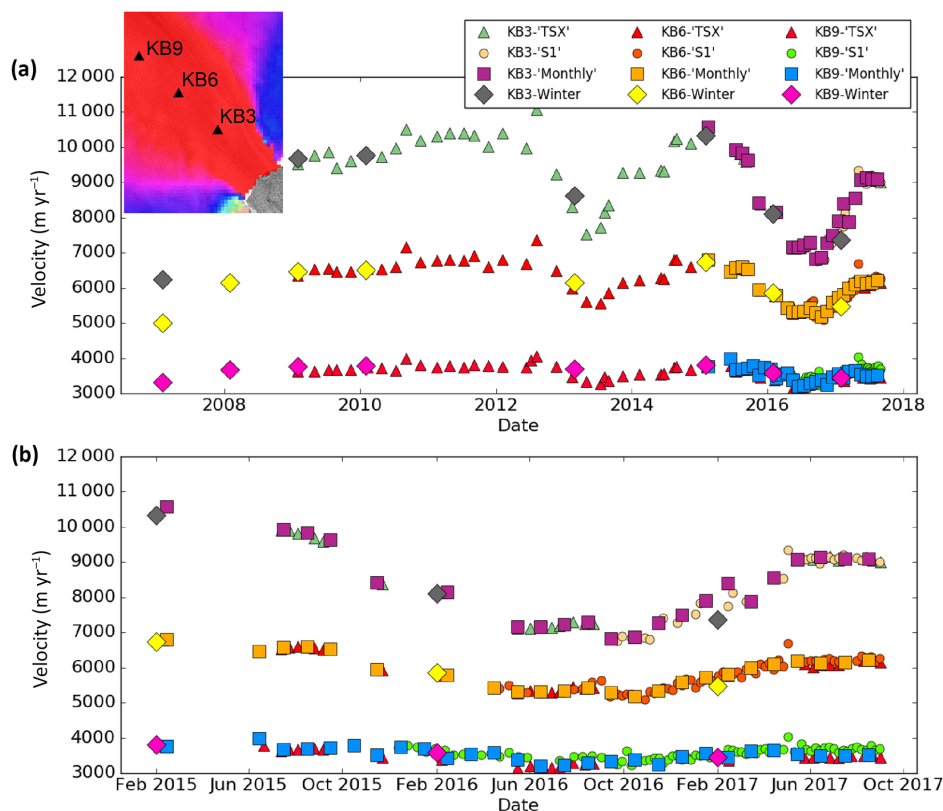 KB3-'TSX' KB6-'TSX' KB9-'TSX'
KB3-'S1' KB6-'S1' KB9-'S1'
KB3-'Monthly' KB6-'Monthly' KB9-'Monthly'
KB3-Winter KB6-Winter KB9-Winter
(a)
KB9
KB6
KB3
12 000
11 000
10 000
9000
8000
7000
6000
5000
4000
3000
Velocity (m yr⁻¹)
2008 2010 2012 2014 2016 2018
Date
(b)
12 000
11 000
10 000
9000
8000
7000
6000
5000
4000
3000
Velocity (m yr⁻¹)
Feb 2015 Jun 2015 Oct 2015 Feb 2016 Jun 2016 Oct 2016 Feb 2017 Jun 2017 Oct 2017
Date